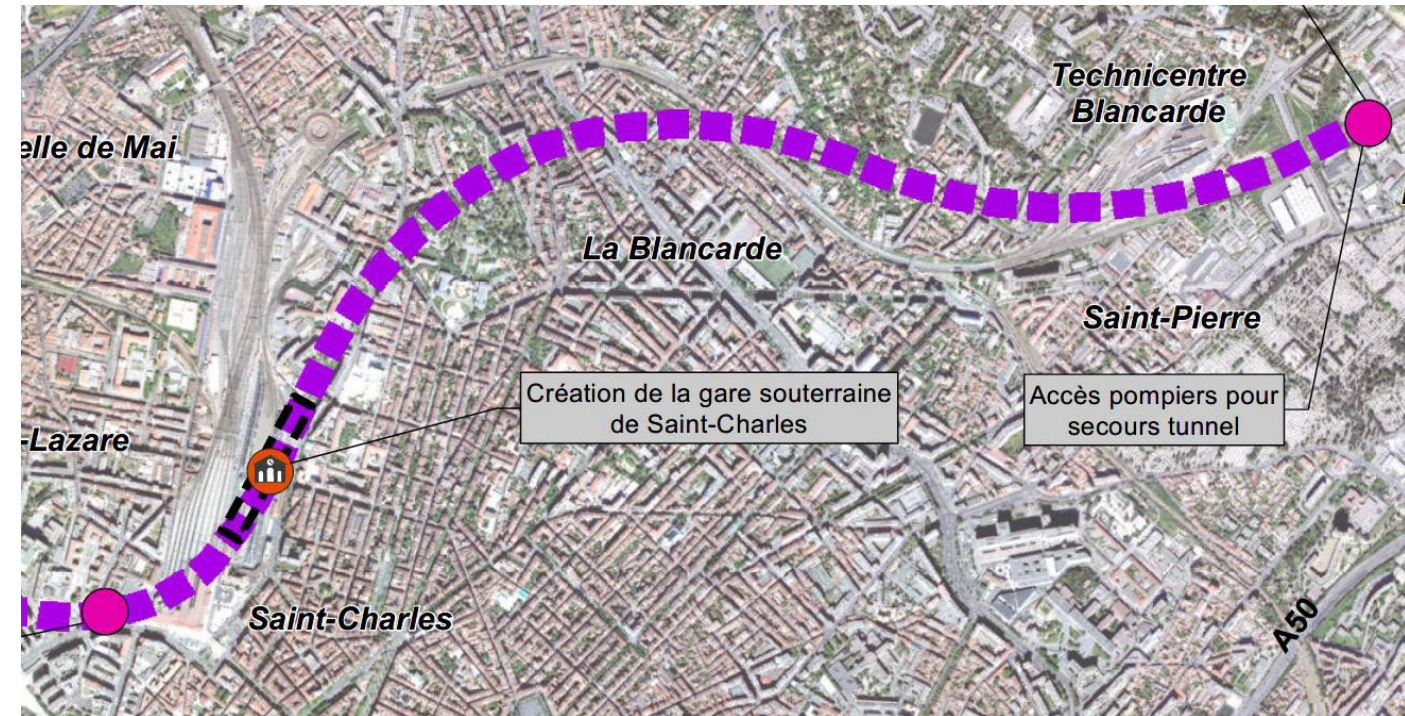 Technicentre
Blancarde
elle de Mai
La Blancarde
Saint-Pierre
Création de la gare souterraine
de Saint-Charles
Accès pompiers pour
secours tunnel
-Lazare
Saint-Charles
A50